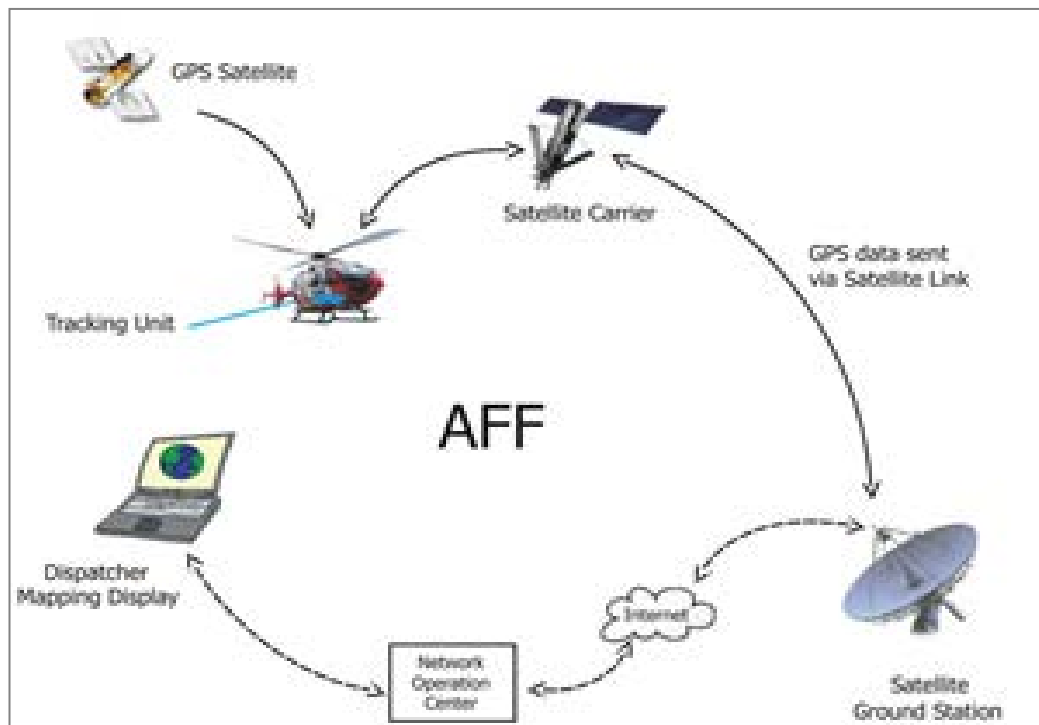 GPS Satellite
Satellite Carrier
GPS data sent
via Satellite Link
Tracking Unit
AFF
Dispatcher
Mapping Display
Internet
Network
Operation
Center
Satellite
Ground Station